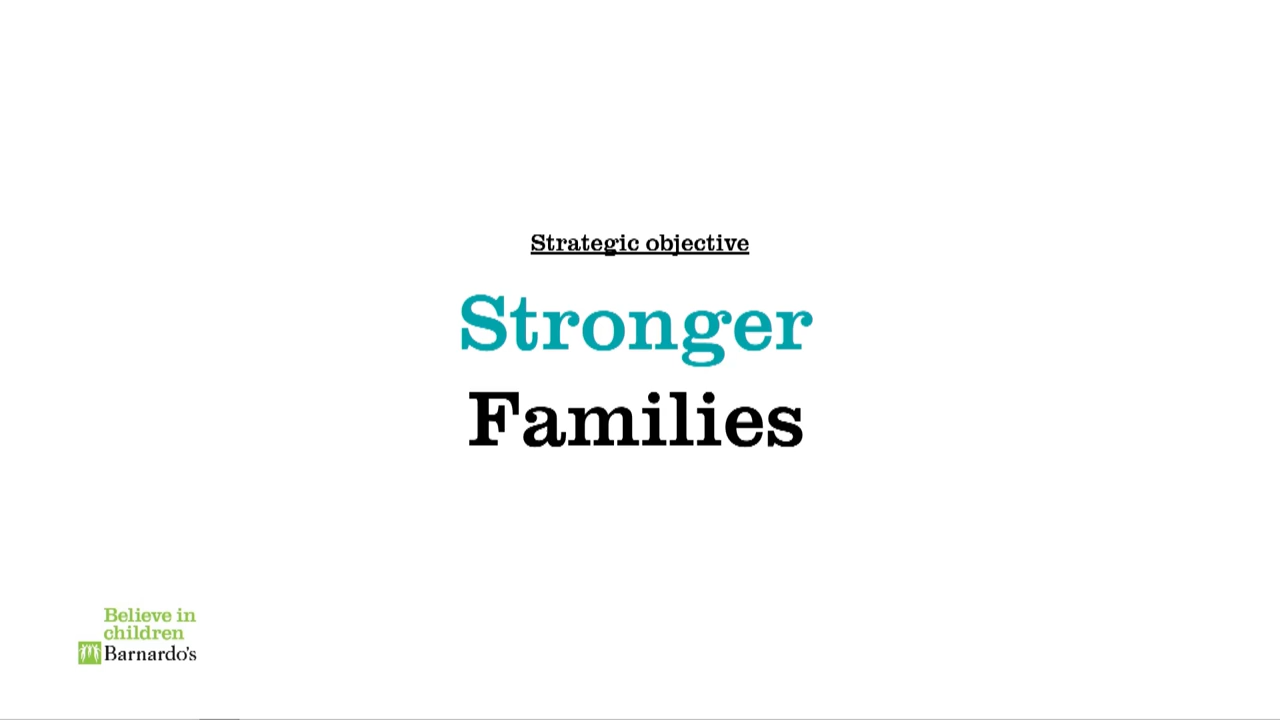 Strategic objective
Stronger
Families
Believe in
children
Barnardo's